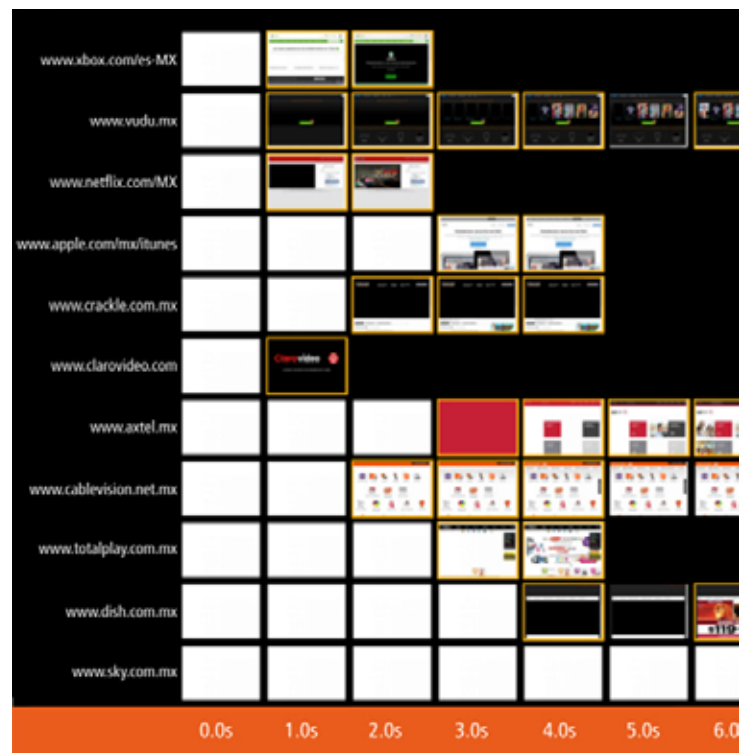 www.xbox.com/es-MX
www.vudu.mx
www.netflix.com/MX
www.apple.com/mx/itunes
www.crackle.com.mx
www.clarovideo.com
Clarovideo
www.axtel.mx
www.cablevision.net.mx
www.totalplay.com.mx
www.dish.com.mx
$119
www.sky.com.mx
0.0s 1.0s 2.0s 3.0s 4.0s 5.0s 6.0